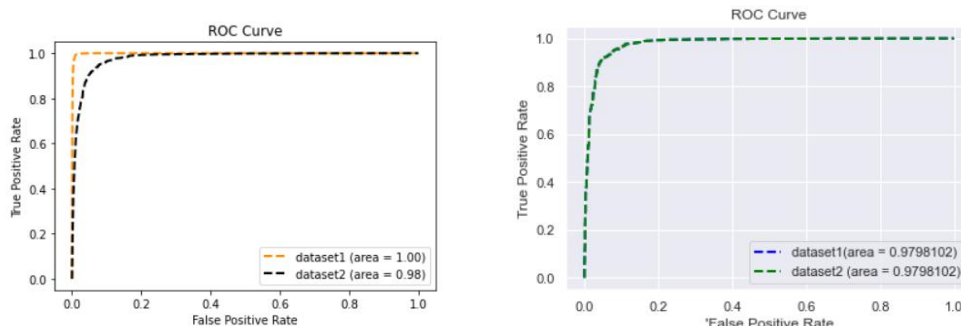 ROC Curve
1.0
0.8
0.6
0.4
0.2
0.0
True Positive Rate
dataset1 (area = 1.00)
dataset2 (area = 0.98)
0.0 0.2 0.4 0.6 0.8 1.0
False Positive Rate
ROC Curve
1.0
0.8
0.6
0.4
0.2
0.0
True Positive Rate
dataset1(area = 0.9798102)
dataset2 (area = 0.9798102)
0.0 0.2 0.4 0.6 0.8 1.0
'False Positive Rate